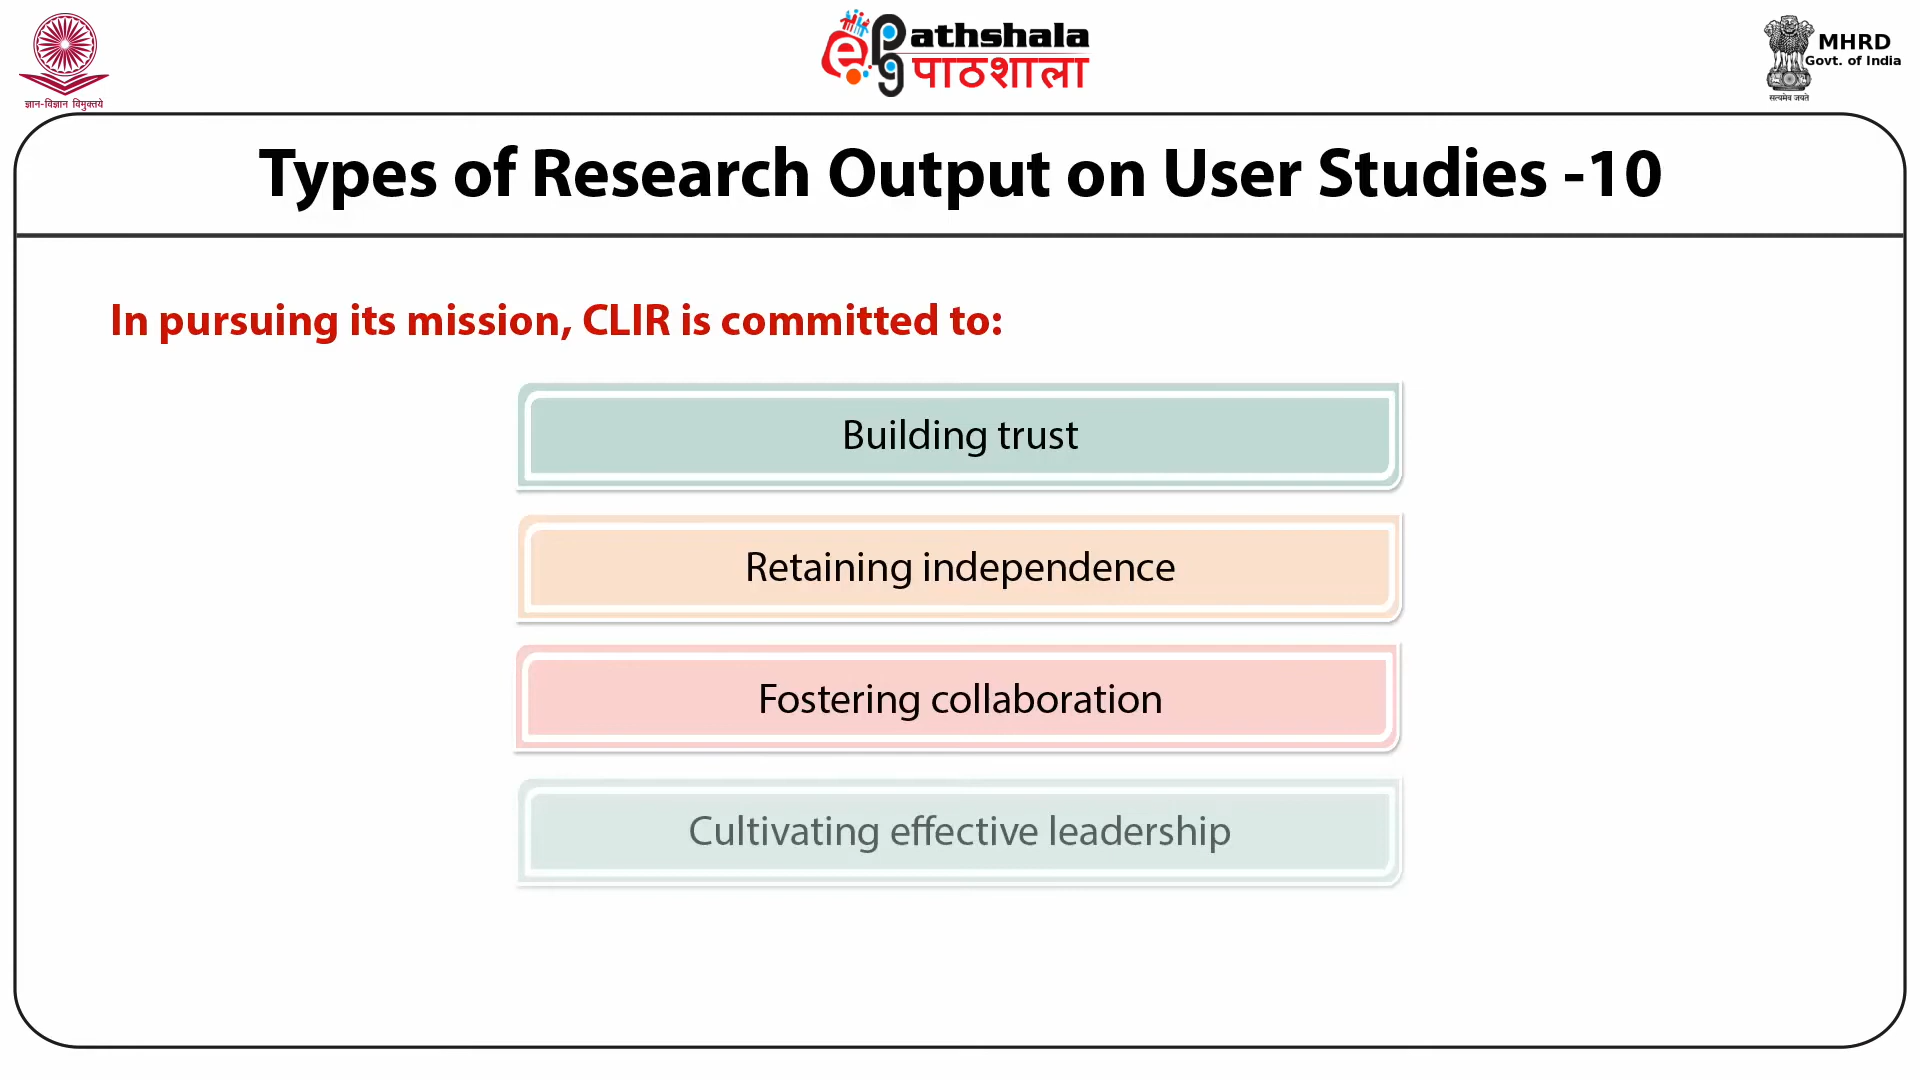 ज्ञान-विज्ञान विमुक्तये
ePathshala
पाठशाला
MHRD
Govt. of India
सत्यमेव जयते
Types of Research Output on User Studies -10
In pursuing its mission, CLIR is committed to:
Building trust
Retaining independence
Fostering collaboration
Cultivating effective leadership